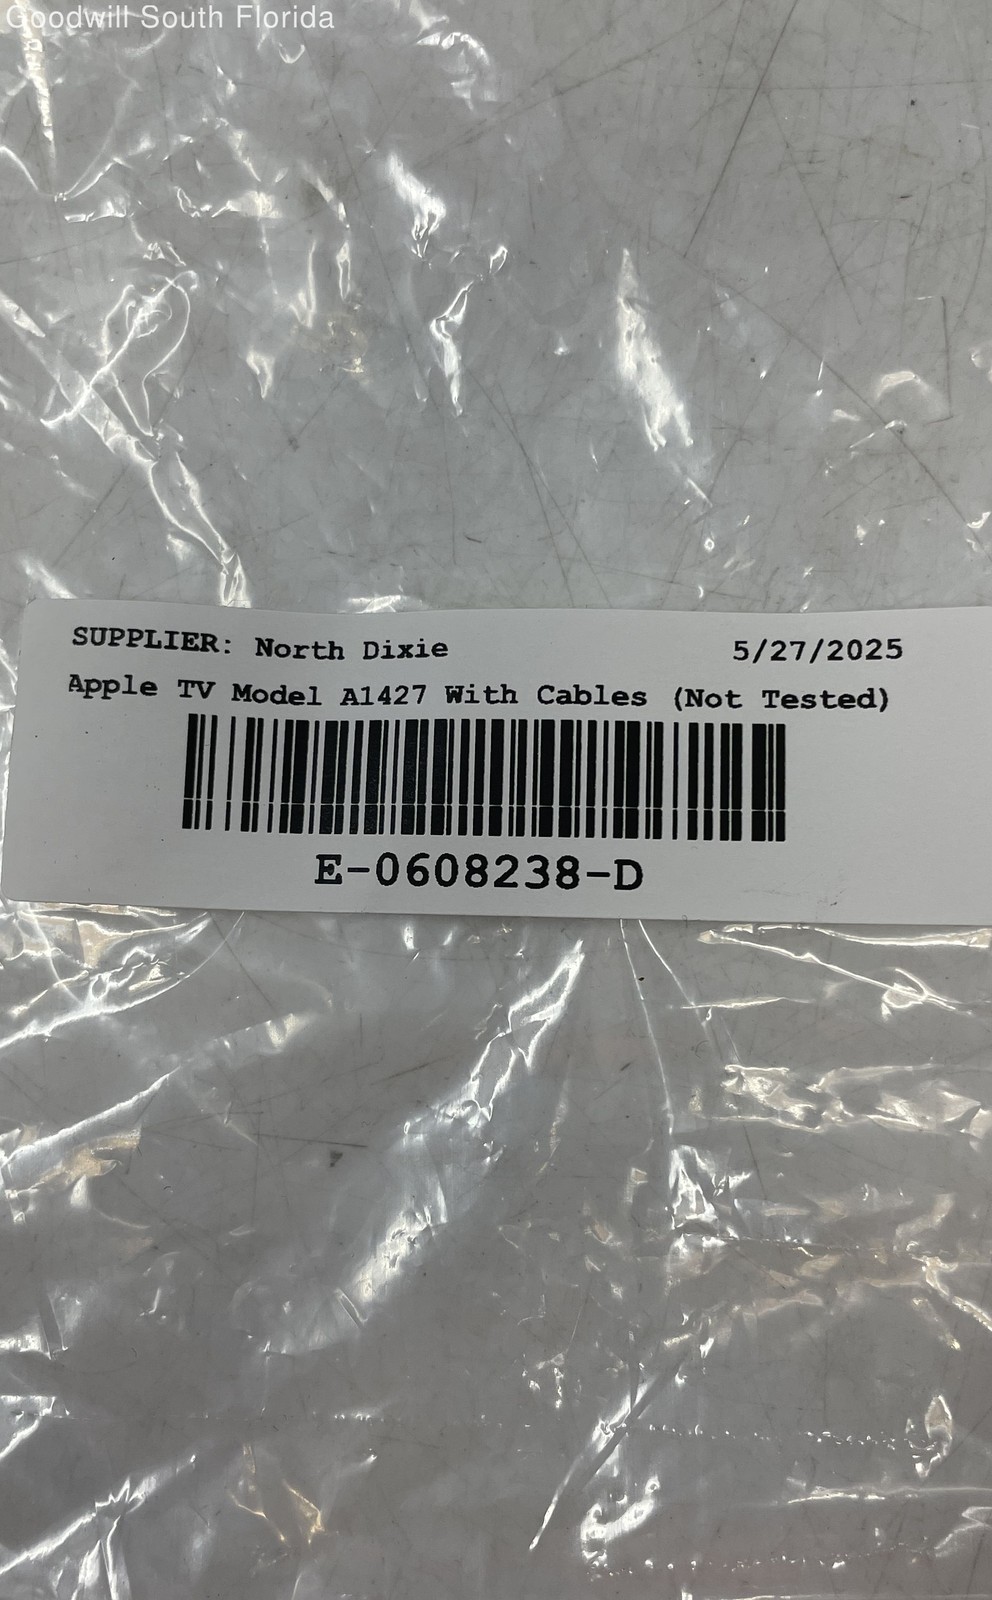 Goodwill South Florida
SUPPLIER: North Dixie 5/27/2025
Apple TV Model A1427 With Cables (Not Tested)
E-0608238-D